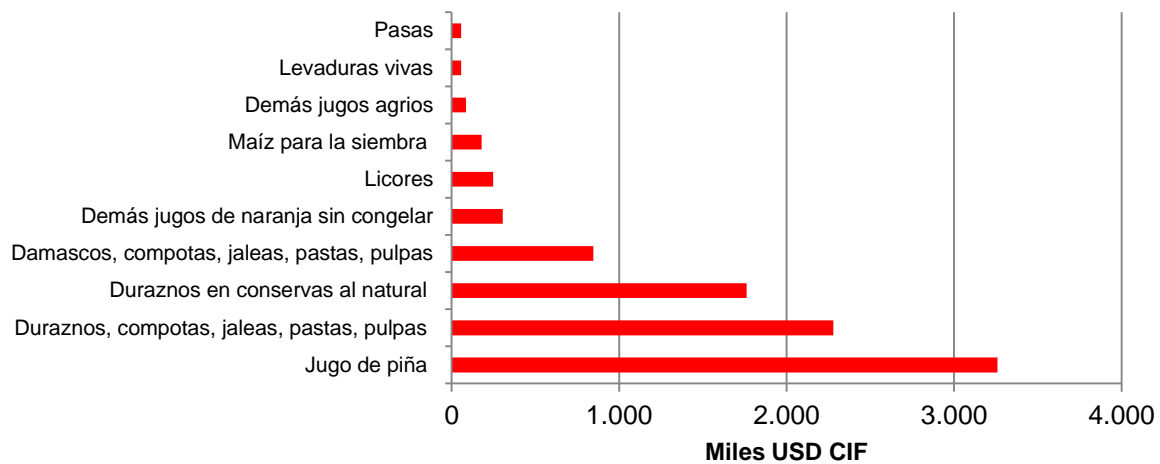 Pasas
Levaduras vivas
Demás jugos agrios
Maíz para la siembra
Licores
Demás jugos de naranja sin congelar
Damascos, compotas, jaleas, pastas, pulpas
Duraznos en conservas al natural
Duraznos, compotas, jaleas, pastas, pulpas
Jugo de piña
0 1.000 2.000 3.000 4.000
Miles USD CIF